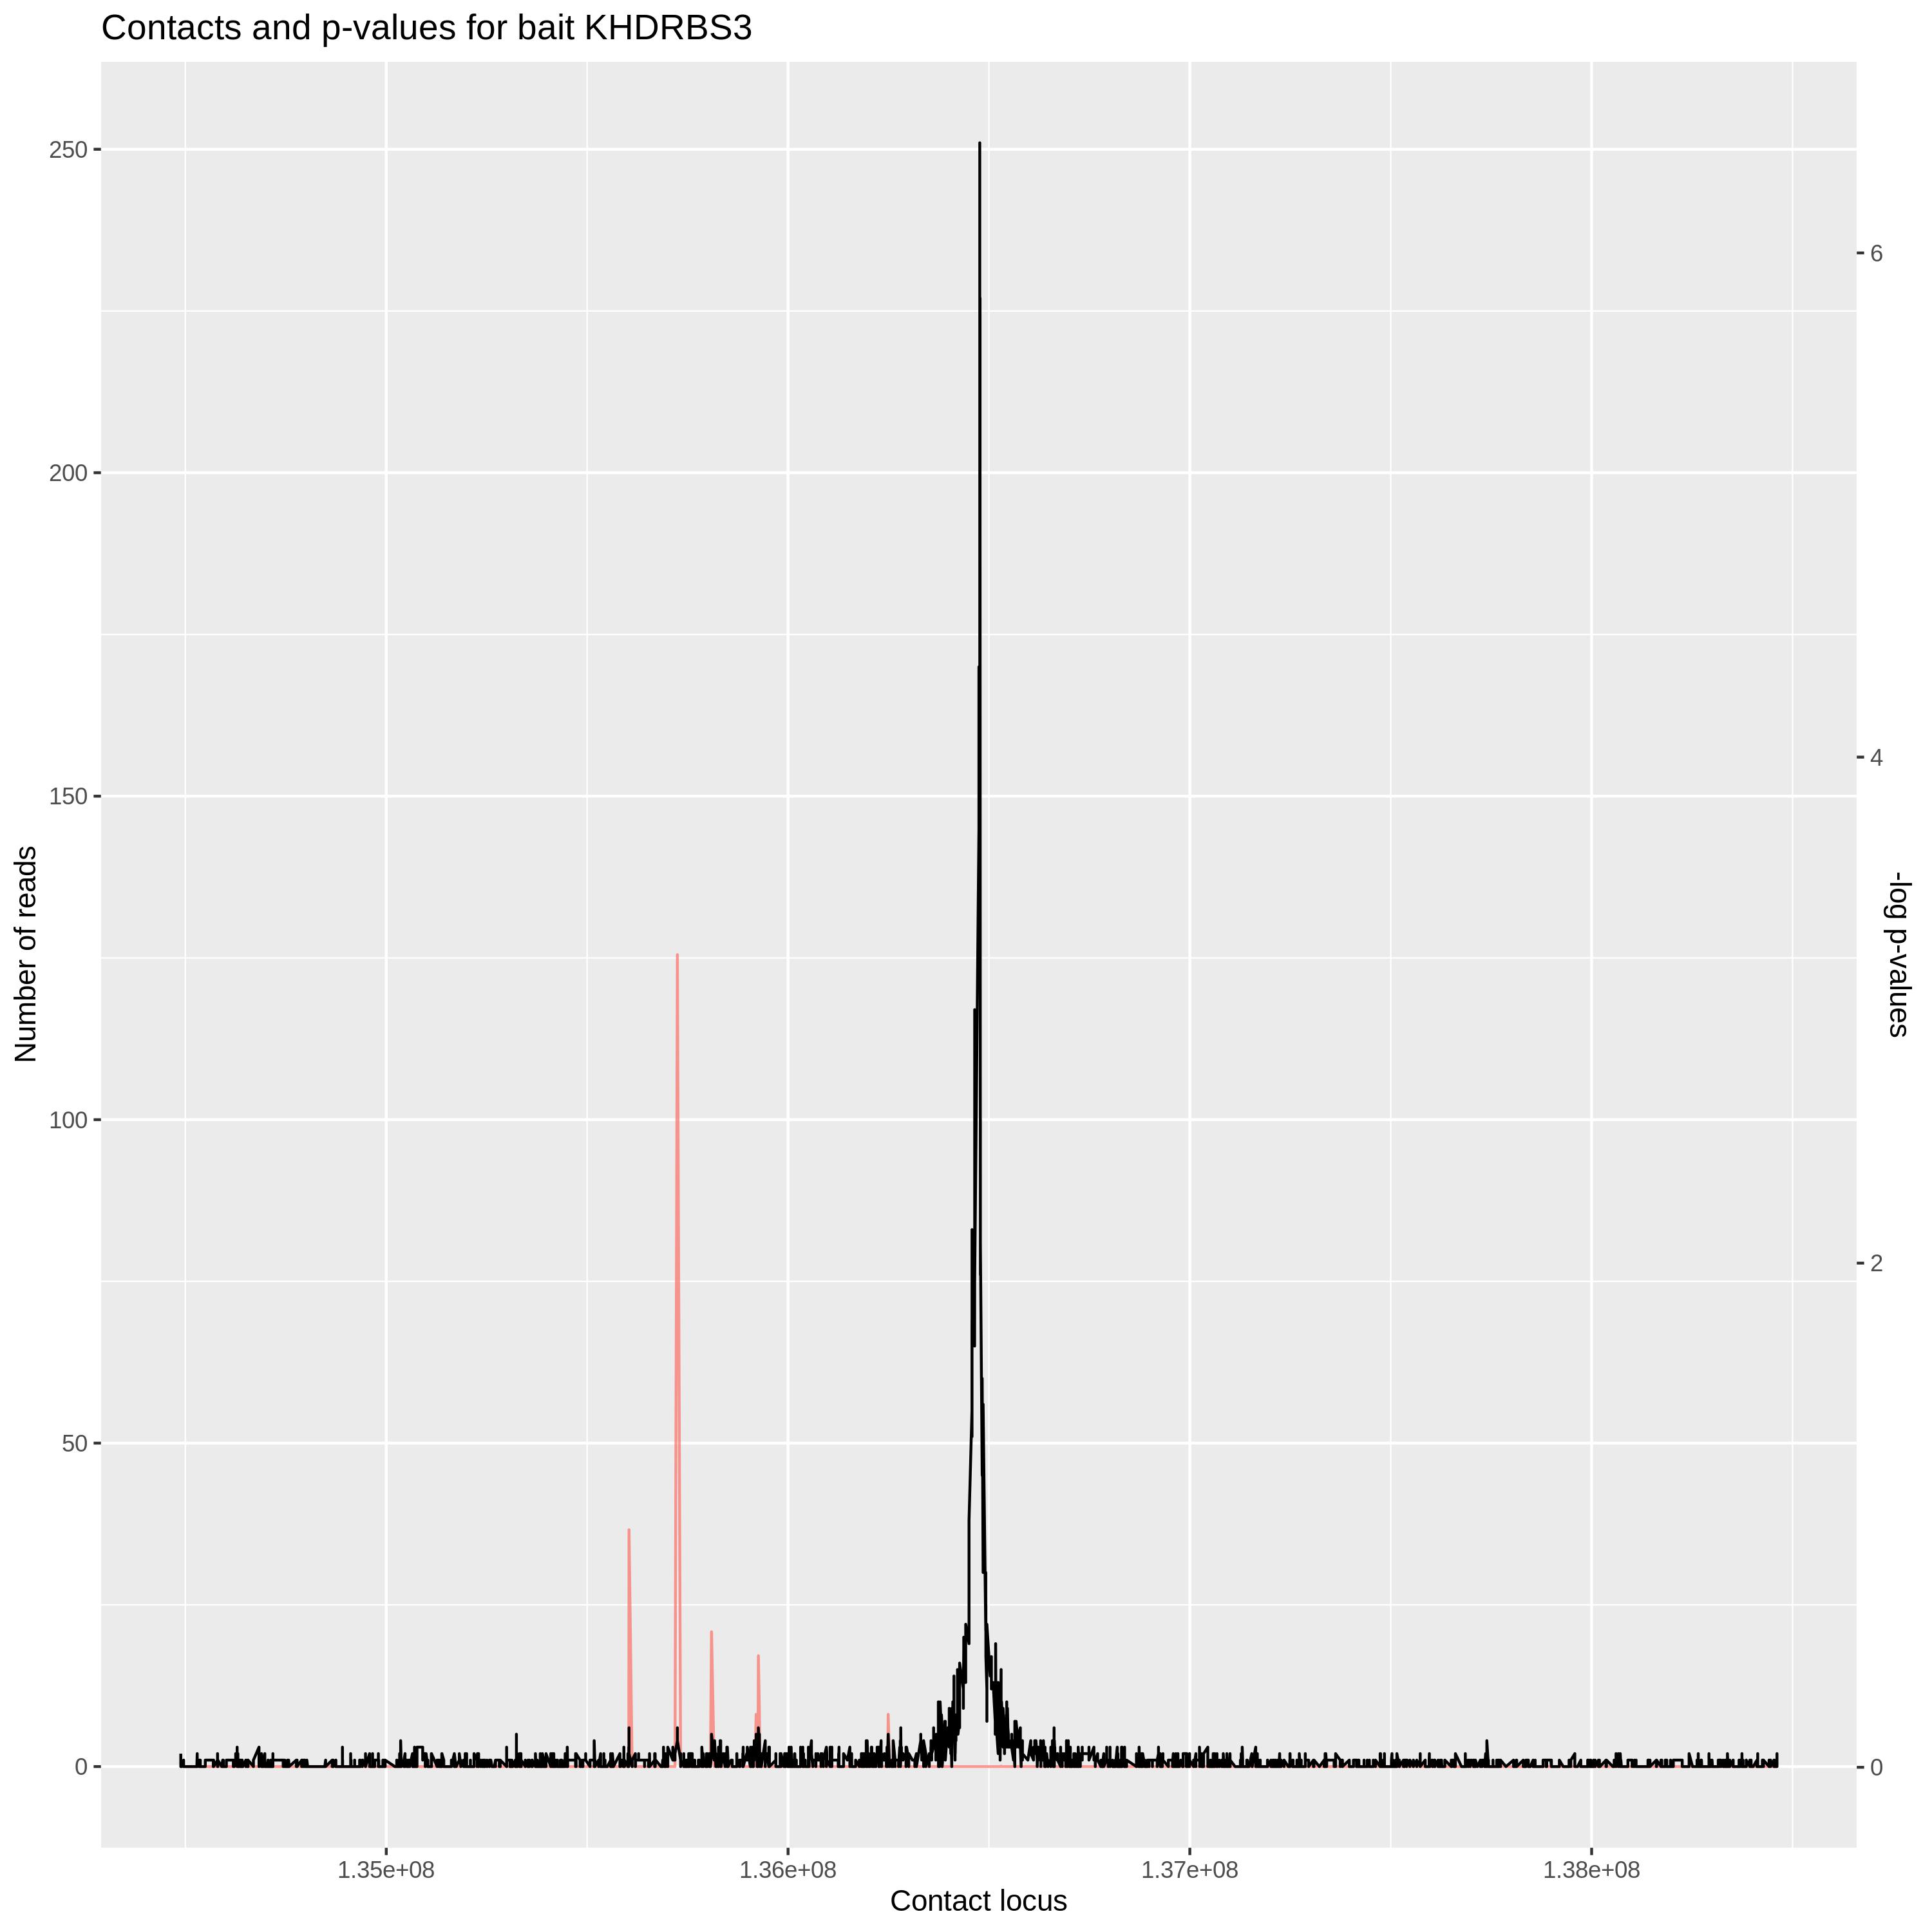 Contacts and p-values for bait KHDRBS3
250
200
150
100
50
0
Number of reads
6
4
2
0
-log p-values
1.35e+08
1.36e+08
1.37e+08
1.38e+08
Contact locus